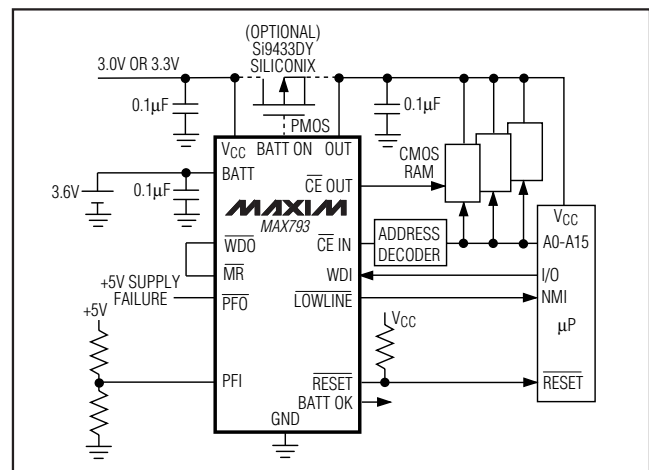 (OPTIONAL)
Si9433DY
SILICONIX
3.0V OR 3.3V
0.1µF
0.1µF
PMOS
VCC
BATT ON
OUT
BATT
3.6V
0.1µF
CE OUT
CMOS
RAM
MAXIM
MAX793
VCC
WDO
CE IN
ADDRESS
DECODER
A0-A15
MR
WDI
I/O
+5V SUPPLY
FAILURE
PFO
LOWLINE
NMI
+5V
VCC
µP
PFI
RESET
RESET
BATT OK
GND